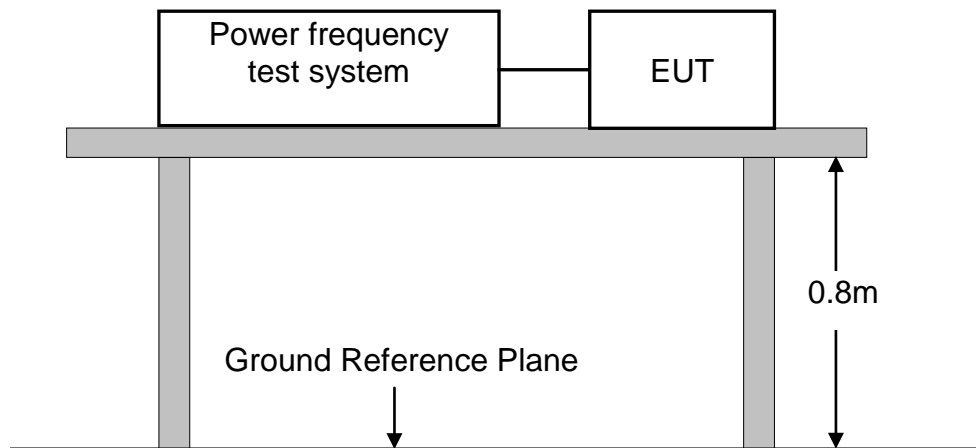 Power frequency
test system
EUT
0.8m
Ground Reference Plane